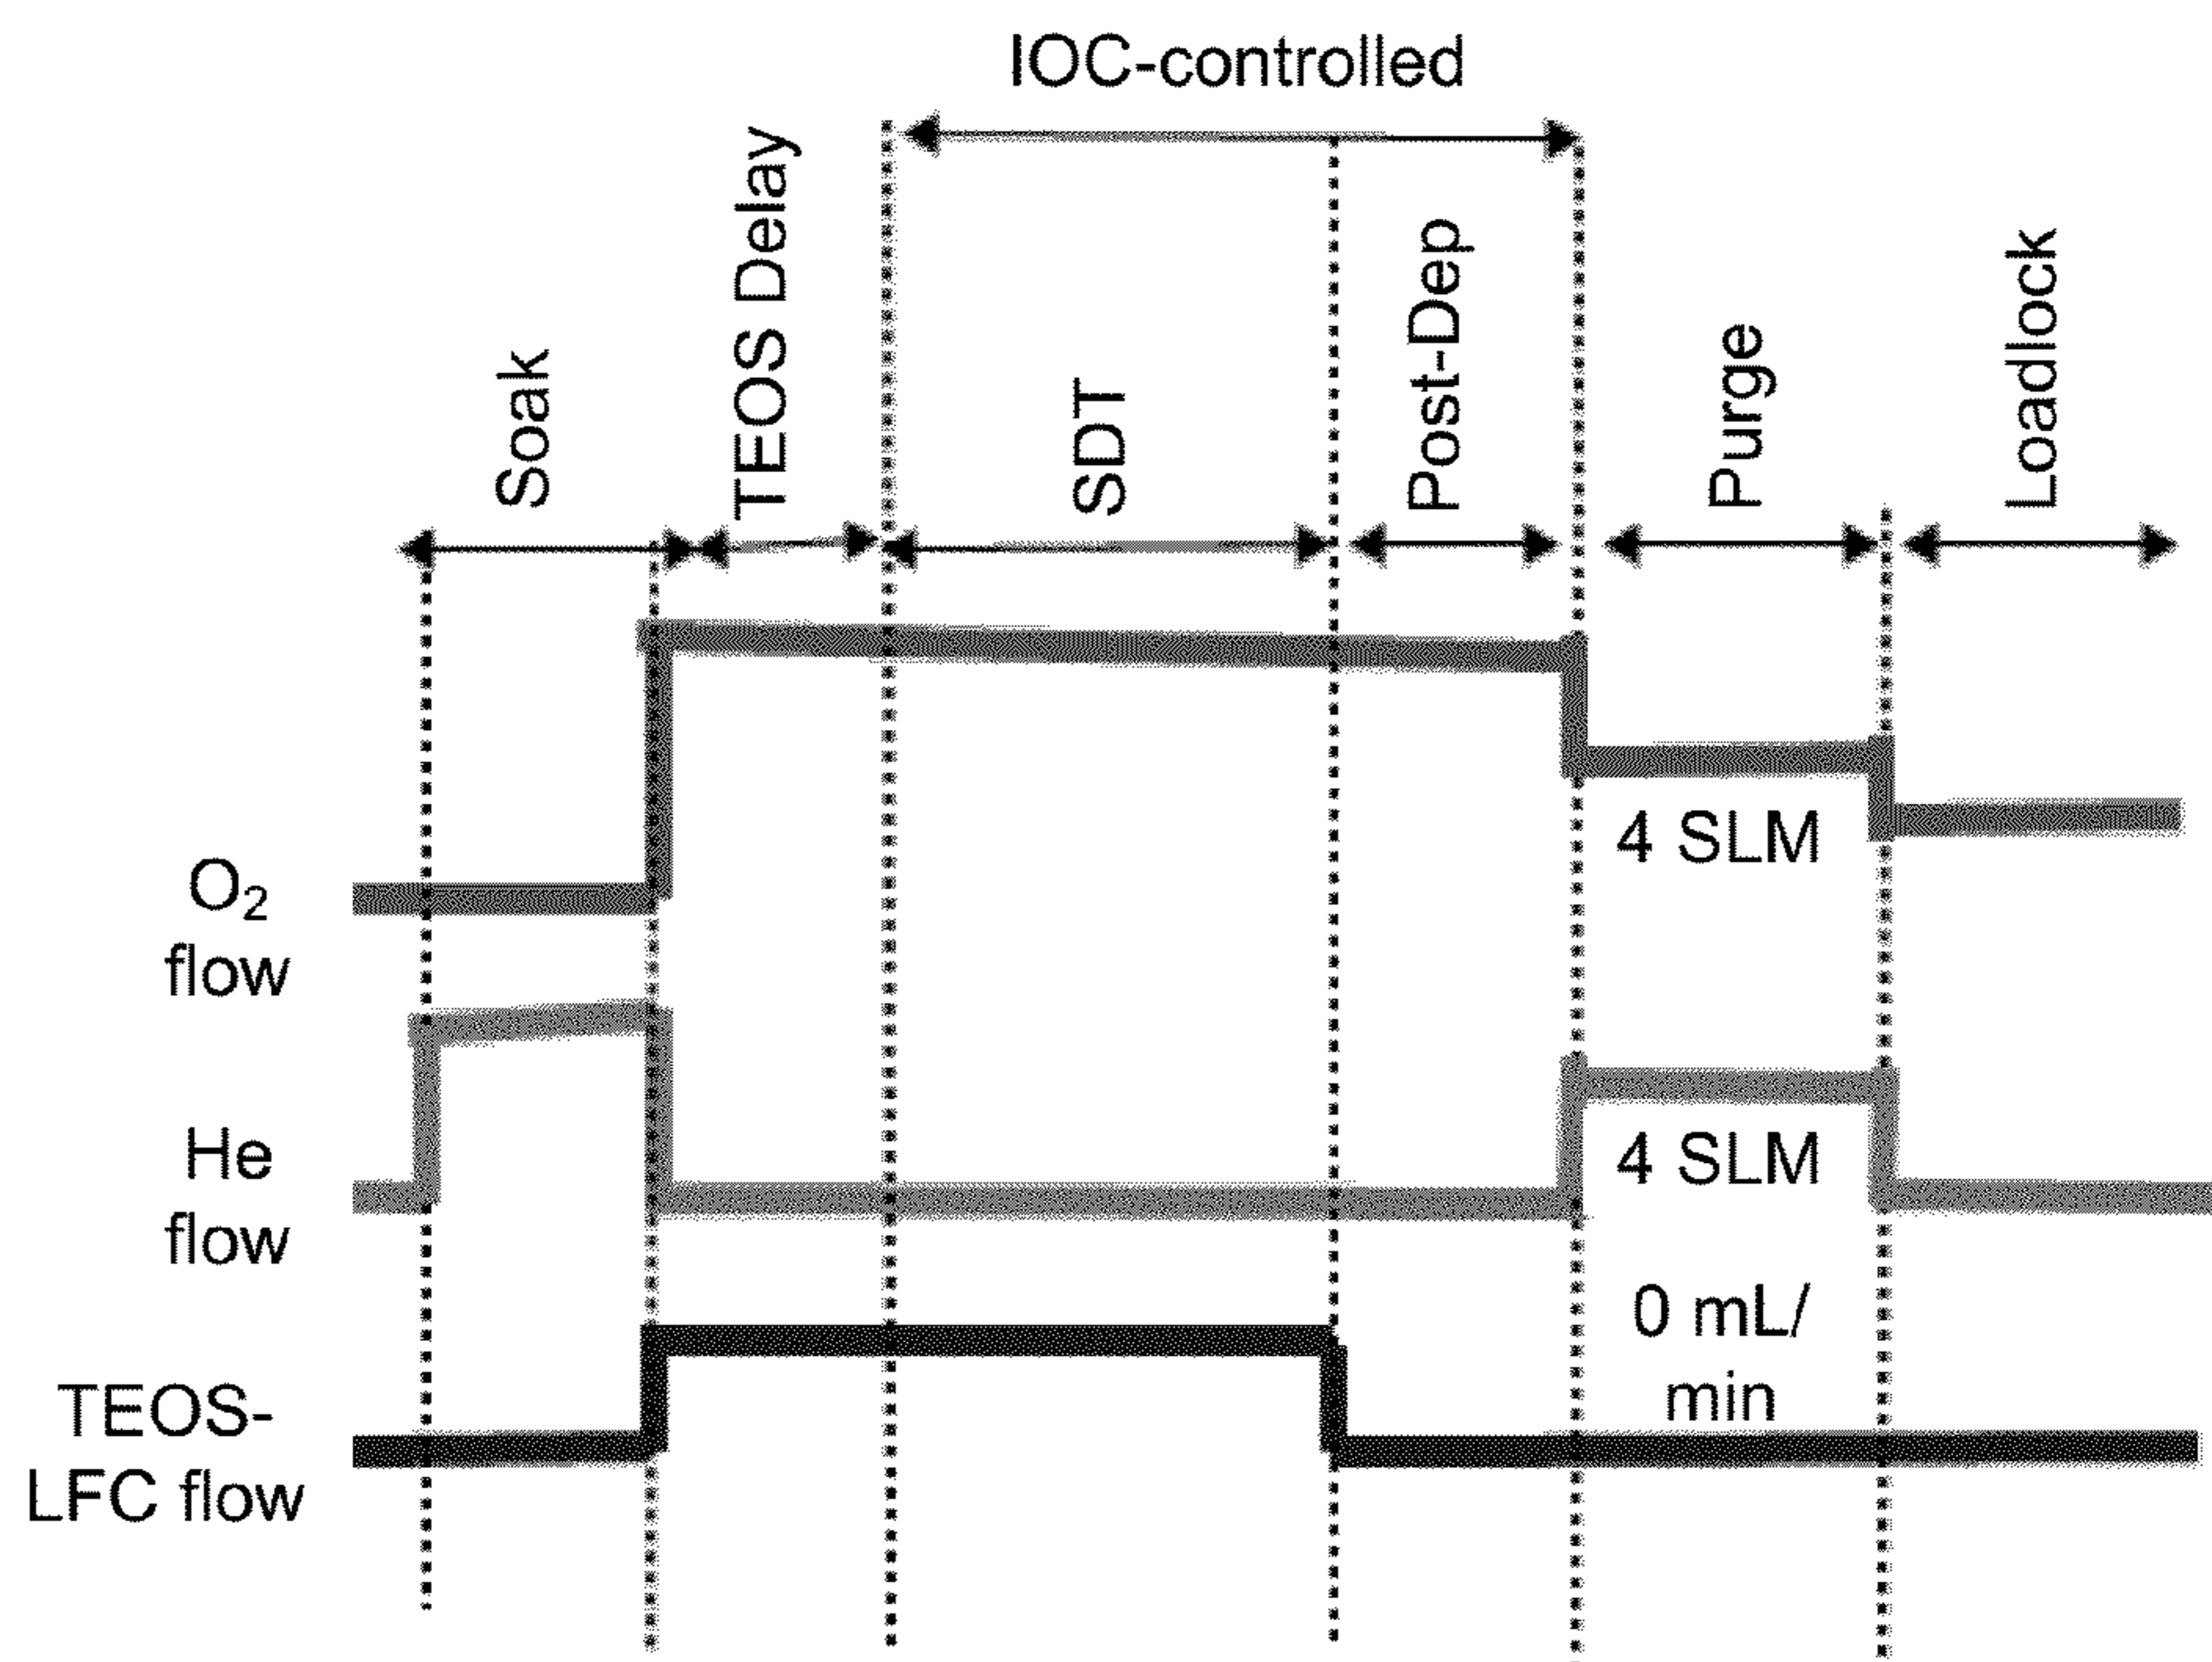 IOC-controlled
Soak
TEOS Delay
SDT
Post-Dep
Purge
Loadlock
O₂
flow
4 SLM
He
flow
4 SLM
TEOS-
LFC flow
0 mL/
min